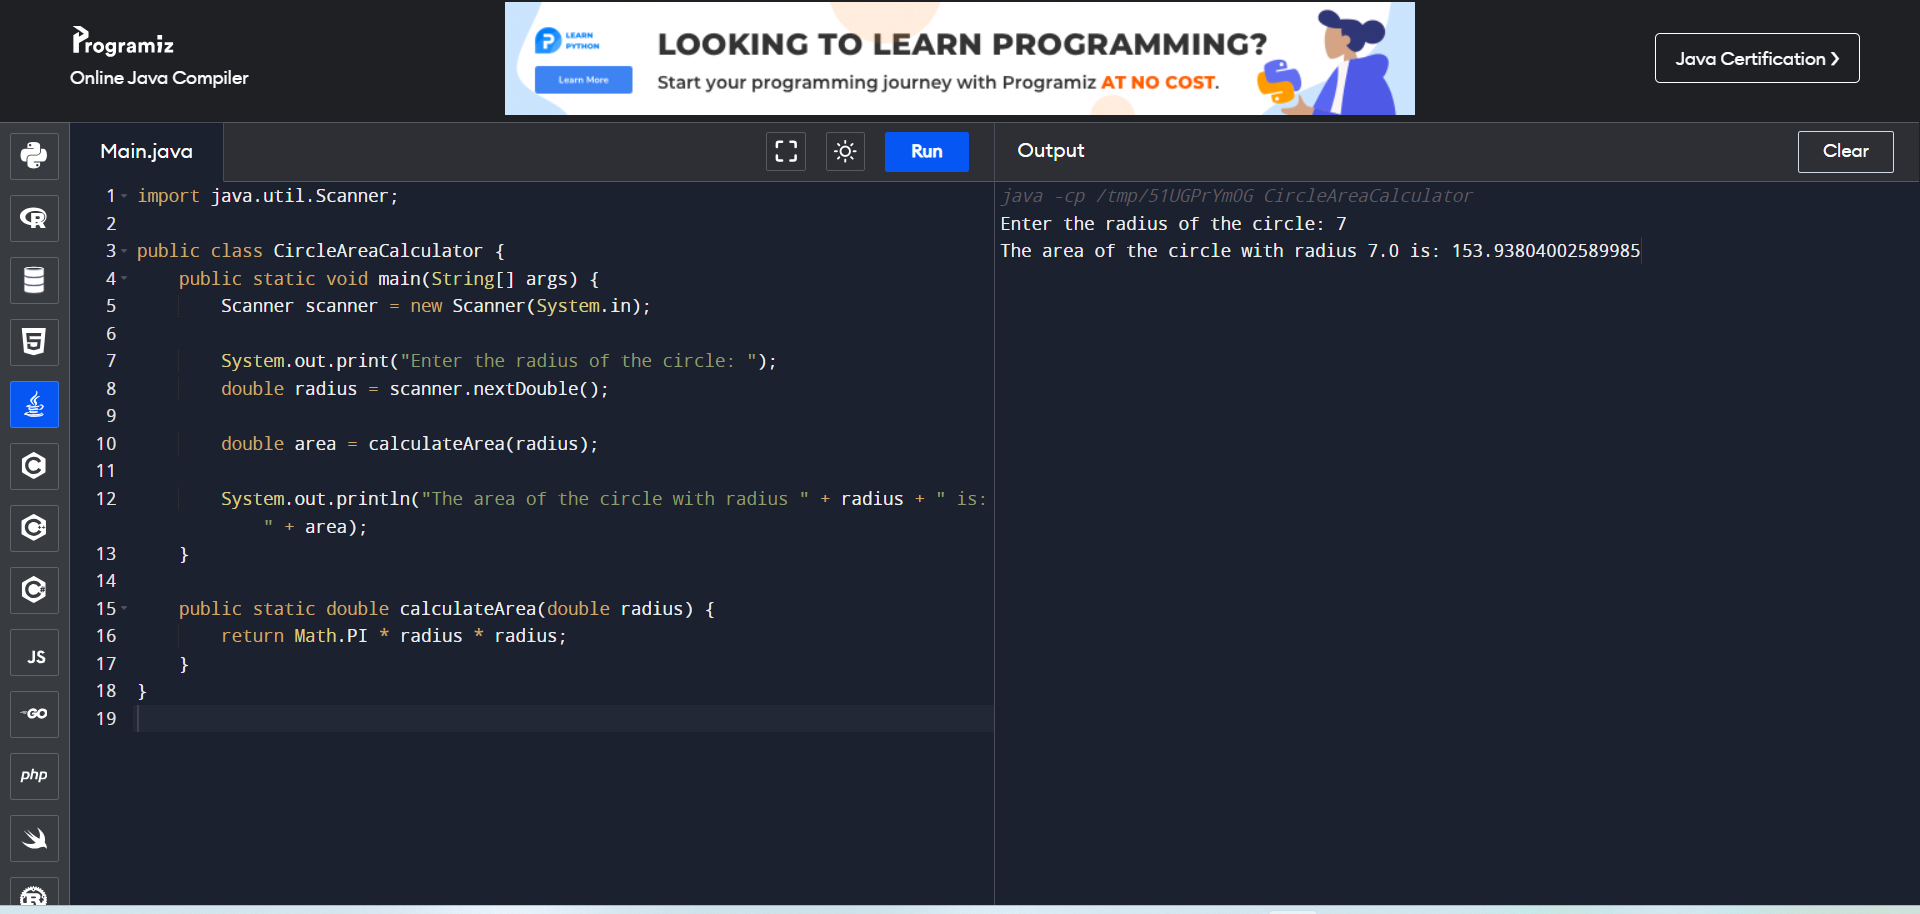 Programiz
Online Java Compiler
LEARN
PYTHON
Learn More
LOOKING TO LEARN PROGRAMMING?
Start your programming journey with Programiz AT NO COST.
Java Certification ❯
Main.java
Run
Output
Clear
1 import java.util.Scanner;
2
3 public class CircleAreaCalculator {
4     public static void main(String[] args) {
5         Scanner scanner = new Scanner(System.in);
6
7         System.out.print("Enter the radius of the circle: ");
8         double radius = scanner.nextDouble();
9
10         double area = calculateArea(radius);
11
12         System.out.println("The area of the circle with radius " + radius + " is:
" + area);
13     }
14
15     public static double calculateArea(double radius) {
16         return Math.PI * radius * radius;
17     }
18 }
19
java -cp /tmp/51UGPrYmOG CircleAreaCalculator
Enter the radius of the circle: 7
The area of the circle with radius 7.0 is: 153.93804002589985
R
5
C
C++
C#
JS
GO
php
R